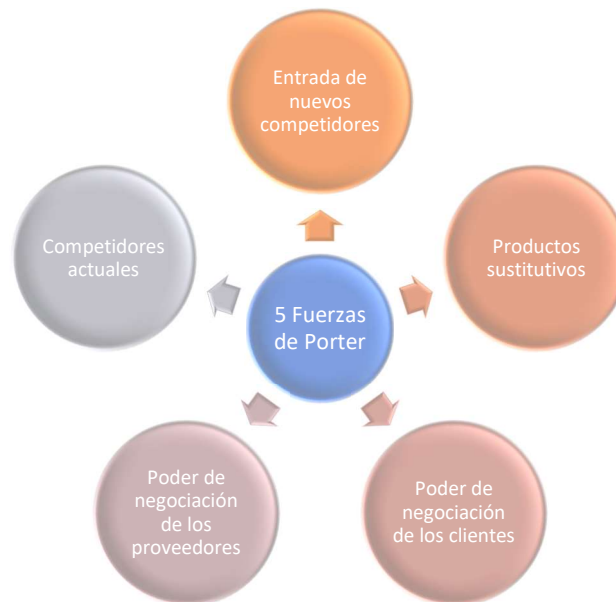 Entrada de
nuevos
competidores
Competidores
actuales
Productos
sustitutivos
5 Fuerzas
de Porter
Poder de
negociación
de los
proveedores
Poder de
negociación
de los clientes